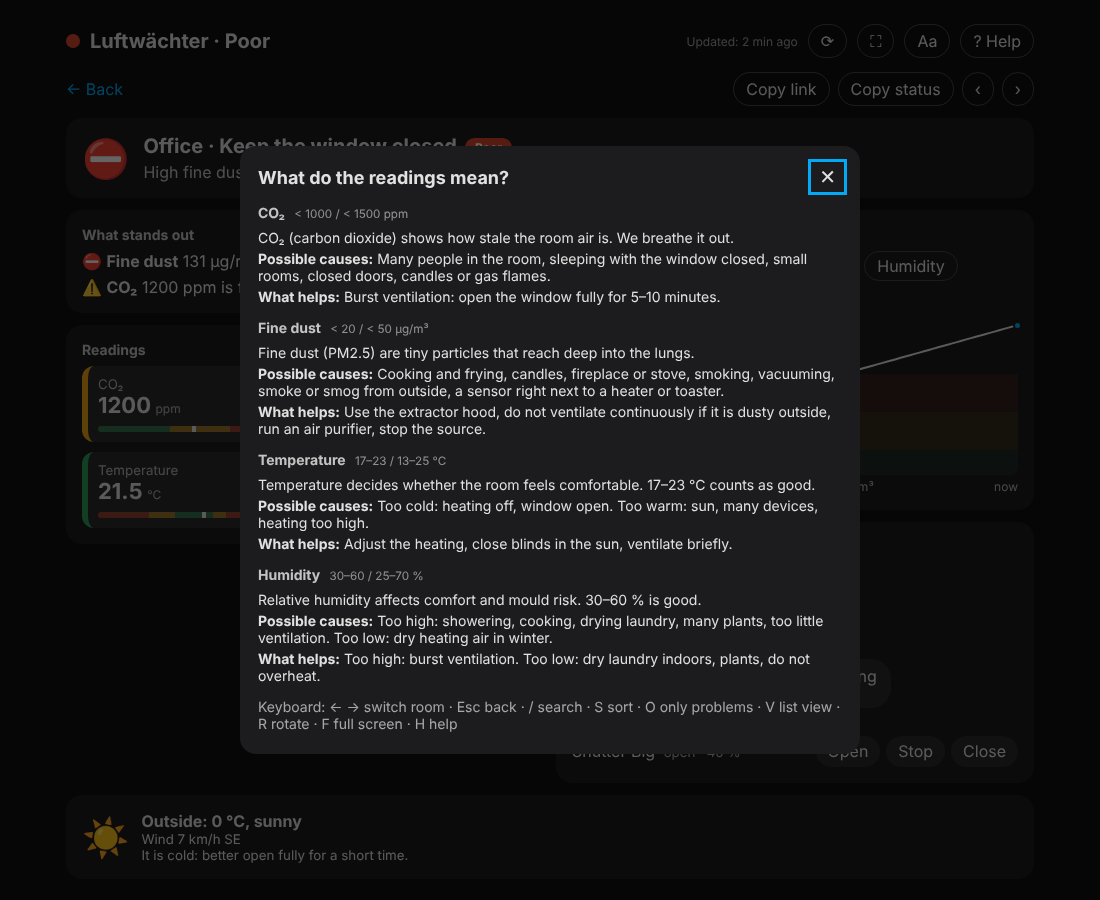 Luftwächter · Poor
Updated: 2 min ago
Aa
? Help
← Back
Copy link
Copy status
‹
›
Office · Keep the window closed
High fine dus
What stands out
Fine dust 131 µg/r
CO₂ 1200 ppm is
Humidity
Readings
CO₂
1200 ppm
Temperature
21.5 °C
m³
now
What do the readings mean?
✕
CO₂ < 1000 / < 1500 ppm
CO₂ (carbon dioxide) shows how stale the room air is. We breathe it out.
Possible causes: Many people in the room, sleeping with the window closed, small
rooms, closed doors, candles or gas flames.
What helps: Burst ventilation: open the window fully for 5–10 minutes.
Fine dust < 20 / < 50 µg/m³
Fine dust (PM2.5) are tiny particles that reach deep into the lungs.
Possible causes: Cooking and frying, candles, fireplace or stove, smoking, vacuuming,
smoke or smog from outside, a sensor right next to a heater or toaster.
What helps: Use the extractor hood, do not ventilate continuously if it is dusty outside,
run an air purifier, stop the source.
Temperature 17–23 / 13–25 °C
Temperature decides whether the room feels comfortable. 17–23 °C counts as good.
Possible causes: Too cold: heating off, window open. Too warm: sun, many devices,
heating too high.
What helps: Adjust the heating, close blinds in the sun, ventilate briefly.
Humidity 30–60 / 25–70 %
Relative humidity affects comfort and mould risk. 30–60 % is good.
Possible causes: Too high: showering, cooking, drying laundry, many plants, too little
ventilation. Too low: dry heating air in winter.
What helps: Too high: burst ventilation. Too low: dry laundry indoors, plants, do not
overheat.
Keyboard: ← → switch room · Esc back · / search · S sort · O only problems · V list view ·
R rotate · F full screen · H help
ng
Open
Stop
Close
Outside: 0 °C, sunny
Wind 7 km/h SE
It is cold: better open fully for a short time.